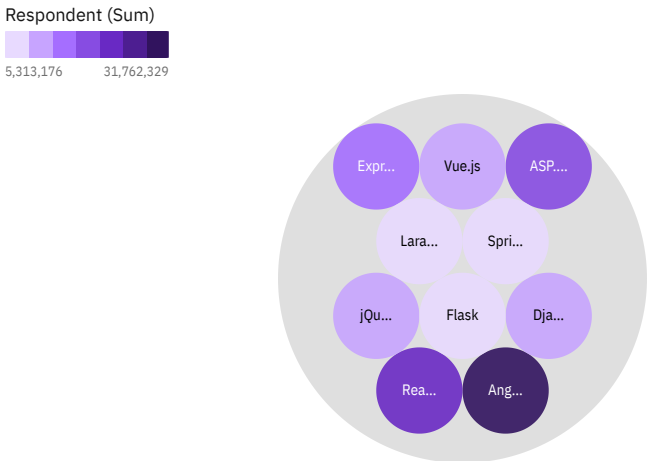 Respondent (Sum)
5,313,176 31,762,329
Expr... Vue.js ASP....
Lara... Spri...
jQu... Flask Dja...
Rea... Ang...